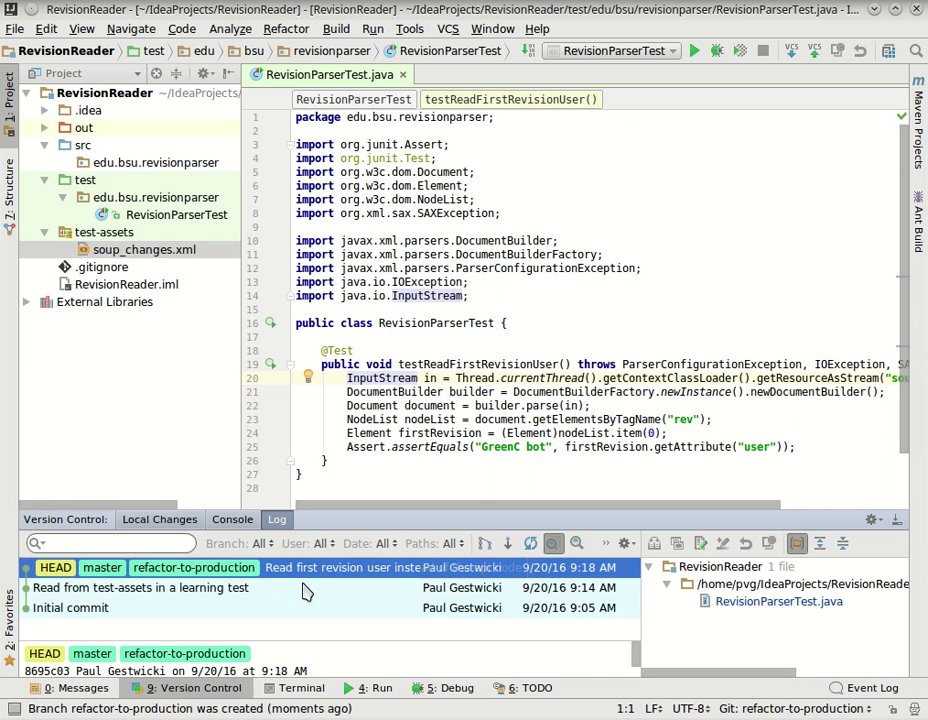 RevisionReader - [~/IdeaProjects/RevisionReader] - [RevisionReader] - ~/IdeaProjects/RevisionReader/test/edu/bsu/revisionparser/RevisionParserTest.java - I...
File Edit View Navigate Code Analyze Refactor Build Run Tools VCS Window Help
RevisionReader test edu bsu revisionparser RevisionParserTest RevisionParserTest VCS VCS
Project RevisionParserTest.java
1: Project
7: Structure
2: Favorites
RevisionReader ~/IdeaProjects/
.idea
out
src
edu.bsu.revisionparser
test
edu.bsu.revisionparser
RevisionParserTest
test-assets
soup_changes.xml
.gitignore
RevisionReader.iml
External Libraries
RevisionParserTest testReadFirstRevisionUser()
1 package edu.bsu.revisionparser;
2
3 import org.junit.Assert;
4 import org.junit.Test;
5 import org.w3c.dom.Document;
6 import org.w3c.dom.Element;
7 import org.w3c.dom.NodeList;
8 import org.xml.sax.SAXException;
9
10 import javax.xml.parsers.DocumentBuilder;
11 import javax.xml.parsers.DocumentBuilderFactory;
12 import javax.xml.parsers.ParserConfigurationException;
13 import java.io.IOException;
14 import java.io.InputStream;
15
16 public class RevisionParserTest {
17
18 @Test
19 public void testReadFirstRevisionUser() throws ParserConfigurationException, IOException, SA
20 InputStream in = Thread.currentThread().getContextClassLoader().getResourceAsStream("sou
21 DocumentBuilder builder = DocumentBuilderFactory.newInstance().newDocumentBuilder();
22 Document document = builder.parse(in);
23 NodeList nodeList = document.getElementsByTagName("rev");
24 Element firstRevision = (Element)nodeList.item(0);
25 Assert.assertEquals("GreenC bot", firstRevision.getAttribute("user"));
26 }
27 }
28
Maven Projects
Ant Build
Version Control: Local Changes Console Log
Branch: All User: All Date: All Paths: All
HEAD master refactor-to-production Read first revision user inste Paul Gestwicki 9/20/16 9:18 AM
Read from test-assets in a learning test Paul Gestwicki 9/20/16 9:14 AM
Initial commit Paul Gestwicki 9/20/16 9:05 AM
HEAD master refactor-to-production
8695c03 Paul Gestwicki on 9/20/16 at 9:18 AM
RevisionReader 1 file
/home/pvg/IdeaProjects/RevisionReade
RevisionParserTest.java
0: Messages 9: Version Control Terminal 4: Run 5: Debug 6: TODO Event Log
Branch refactor-to-production was created (moments ago) 1:1 LF UTF-8 Git: refactor-to-production